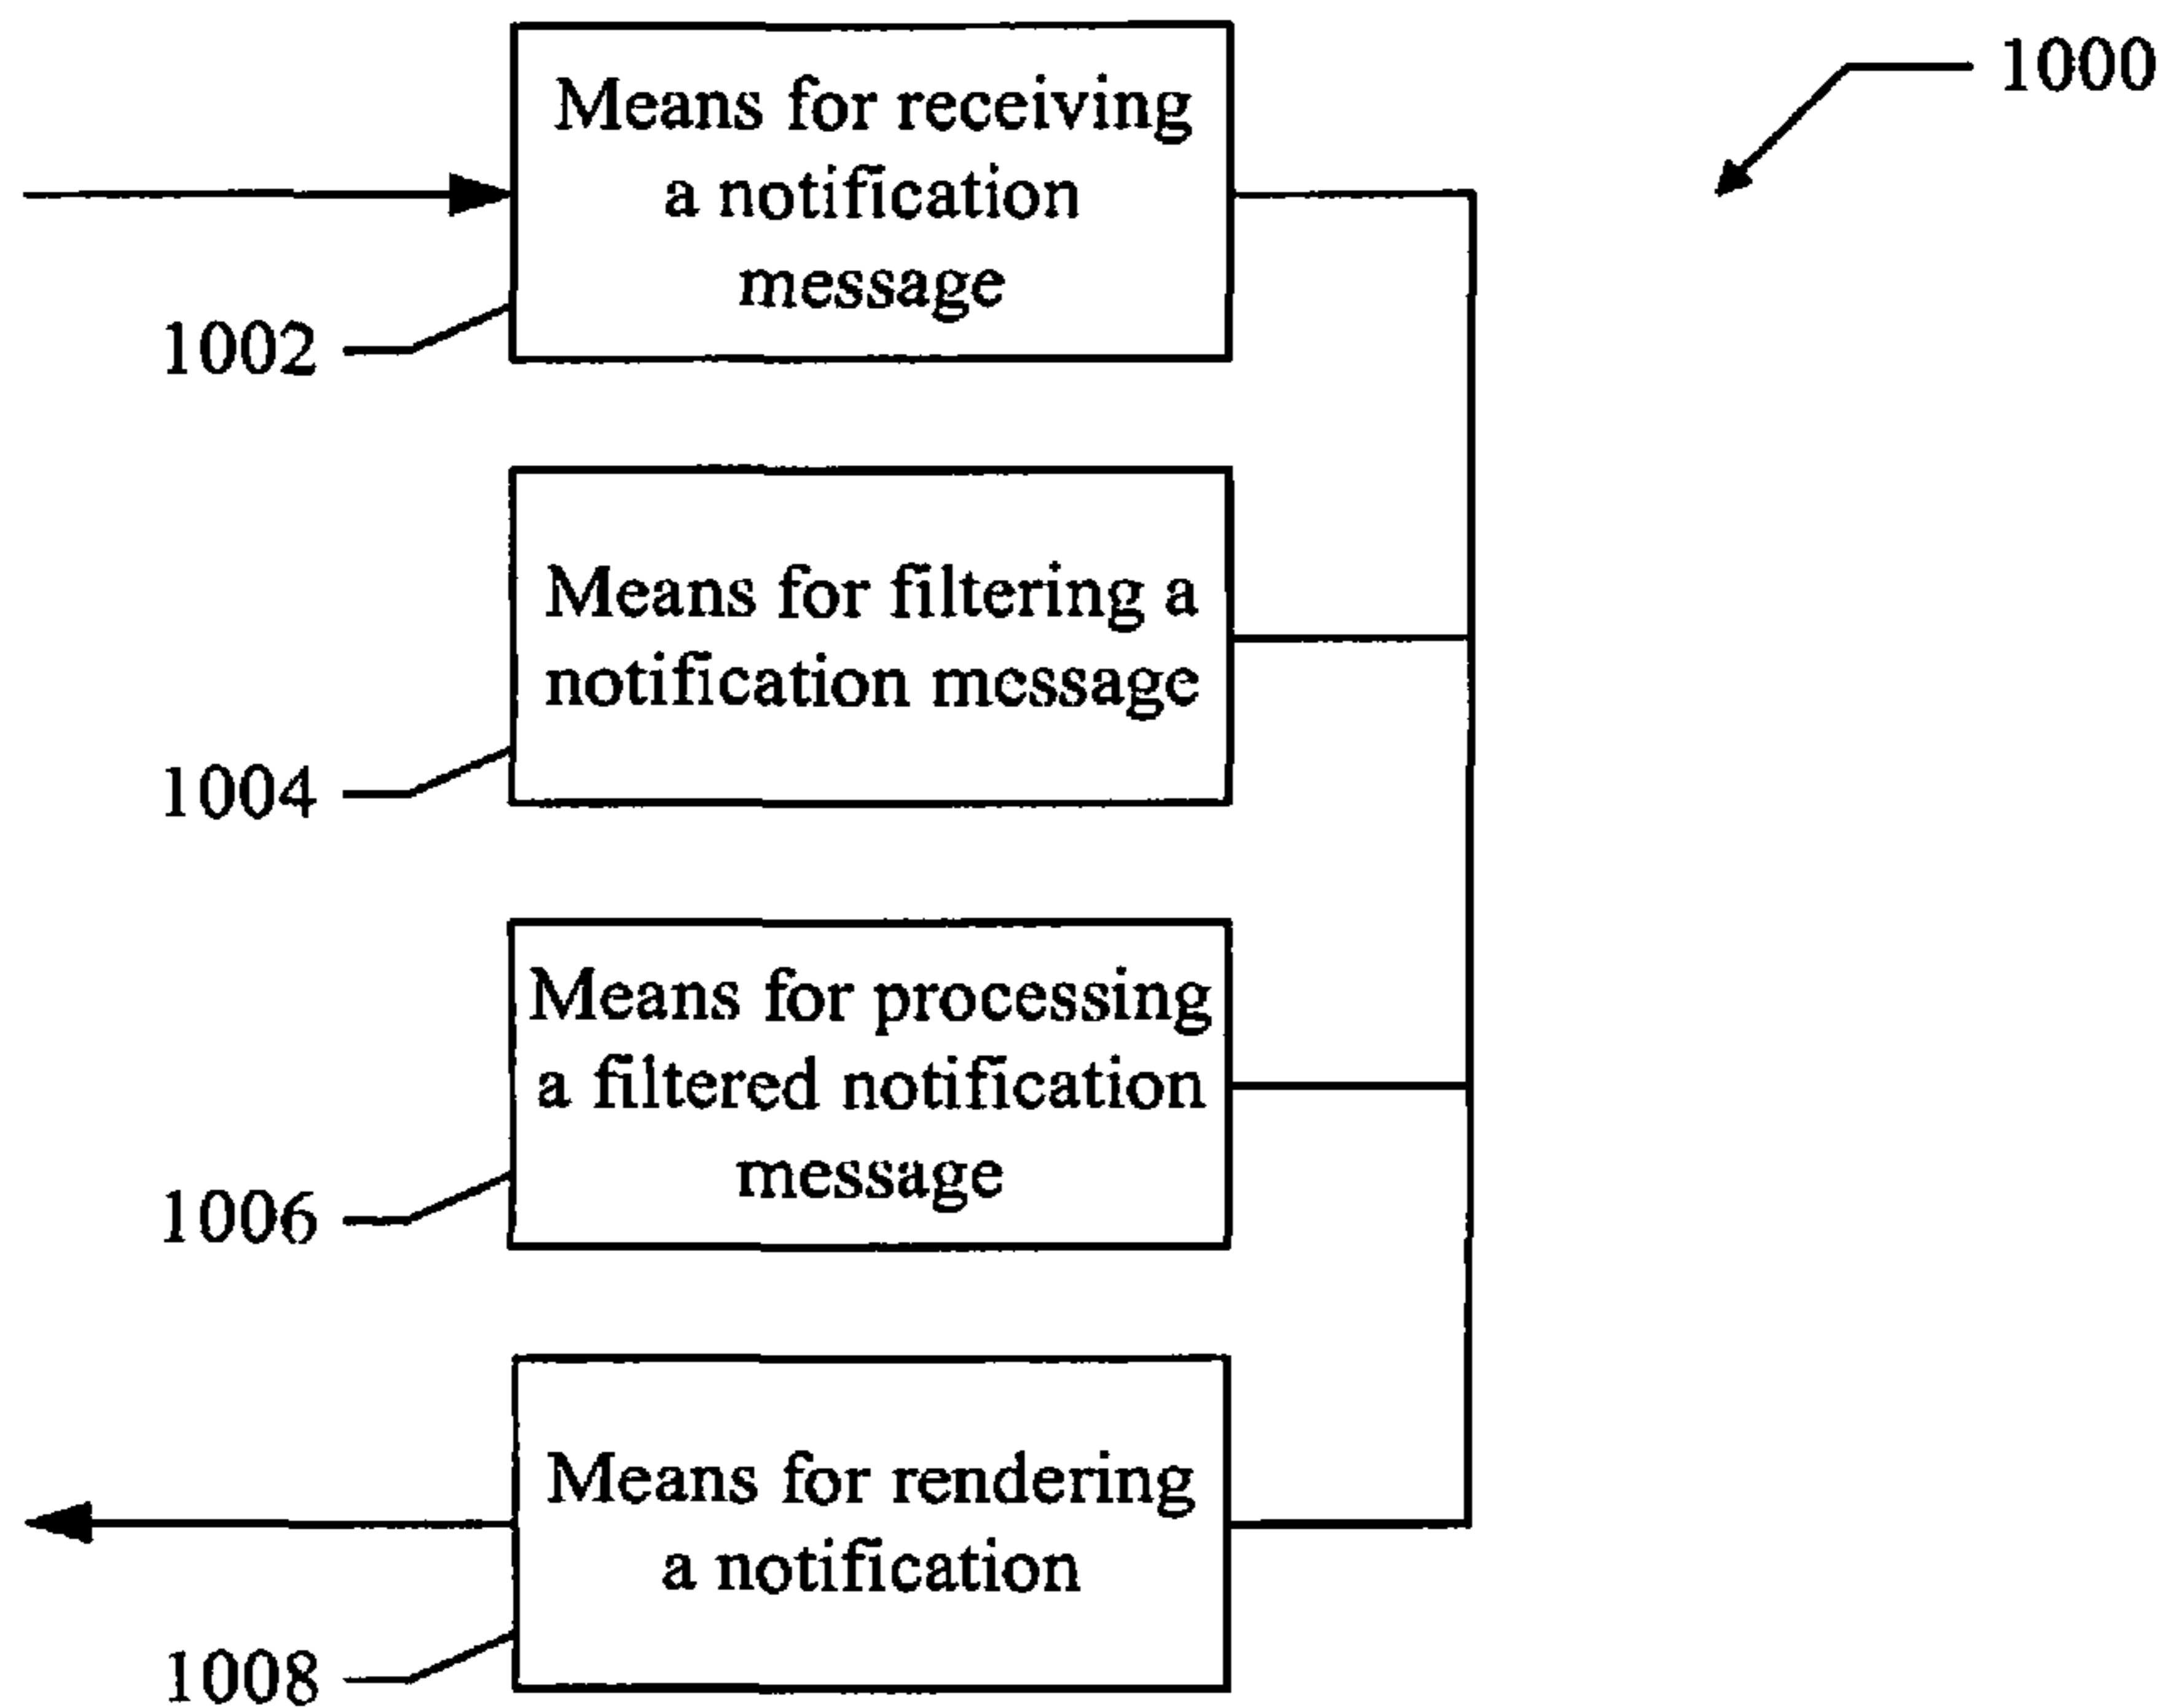 1000
Means for receiving
a notification
message
1002
Means for filtering a
notification message
1004
Means for processing
a filtered notification
message
1006
Means for rendering
a notification
1008